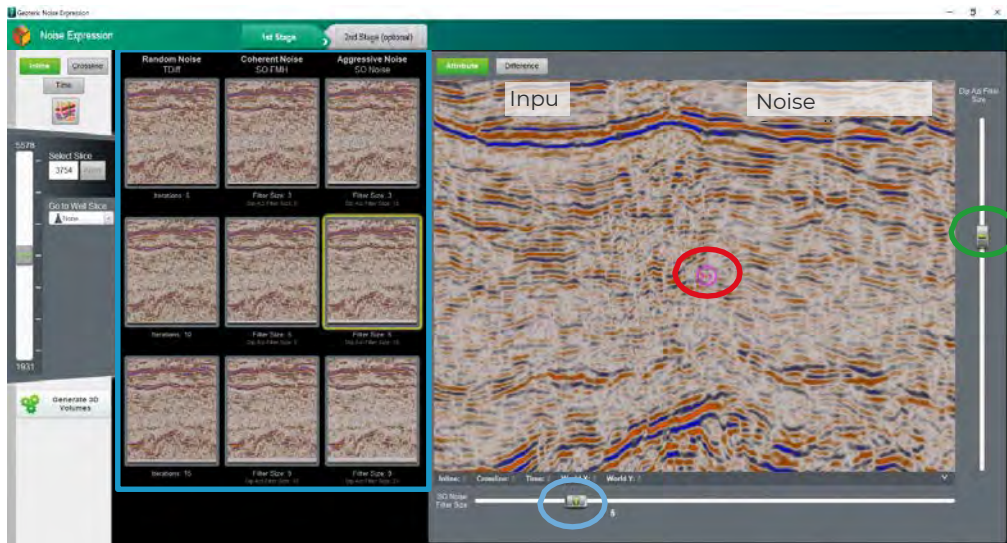 Geoteric Noise Expression
Noise Expression
1st Stage
2nd Stage (optional)
Inline
Crossline
Time
5578
Select Slice
3754
Go to Well Slice
None
1931
Generate 3D
Volumes
Random Noise
TDiff
Coherent Noise
SO FMH
Aggressive Noise
SO Noise
Iterations: 5
Filter Size: 3
Filter Size: 3
Iterations: 10
Filter Size: 5
Filter Size: 5
Iterations: 15
Filter Size: 9
Filter Size: 9
Attribute
Difference
Inpu
Noise
Dip Azi Filter
Size
Inline:
Crossline:
Time:
World X:
World Y:
SO Noise
Filter Size